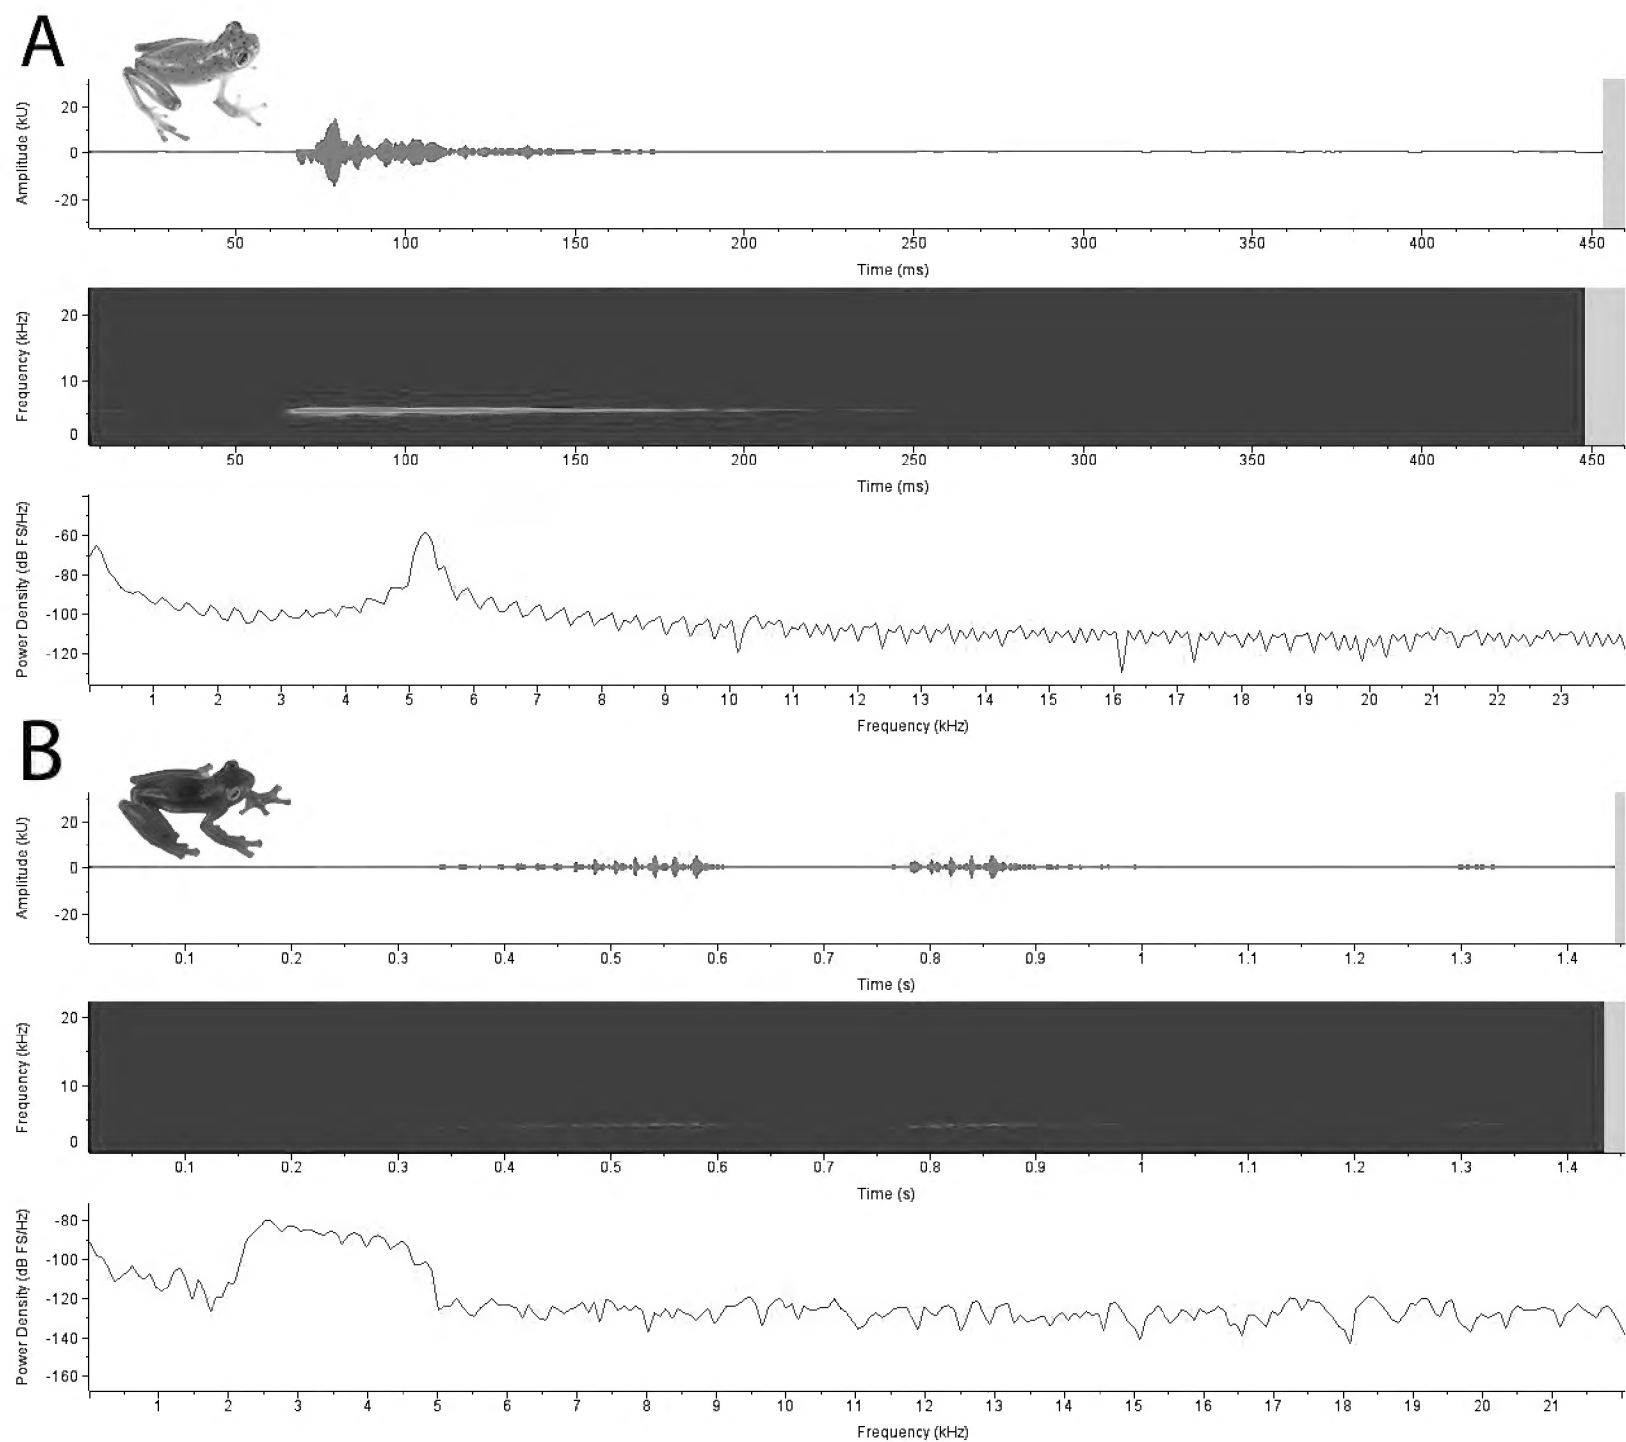 A
Amplitude (kU)
20
0
-20
50 100 150 200 250 300 350 400 450
Time (ms)
Frequency (kHz)
20
10
0
50 100 150 200 250 300 350 400 450
Time (ms)
Power Density (dB FS/Hz)
-60
-80
-100
-120
1 2 3 4 5 6 7 8 9 10 11 12 13 14 15 16 17 18 19 20 21 22 23
Frequency (kHz)
B
Amplitude (kU)
20
0
-20
0.1 0.2 0.3 0.4 0.5 0.6 0.7 0.8 0.9 1 1.1 1.2 1.3 1.4
Time (s)
Frequency (kHz)
20
10
0
0.1 0.2 0.3 0.4 0.5 0.6 0.7 0.8 0.9 1 1.1 1.2 1.3 1.4
Time (s)
Power Density (dB FS/Hz)
-80
-100
-120
-140
-160
1 2 3 4 5 6 7 8 9 10 11 12 13 14 15 16 17 18 19 20 21
Frequency (kHz)